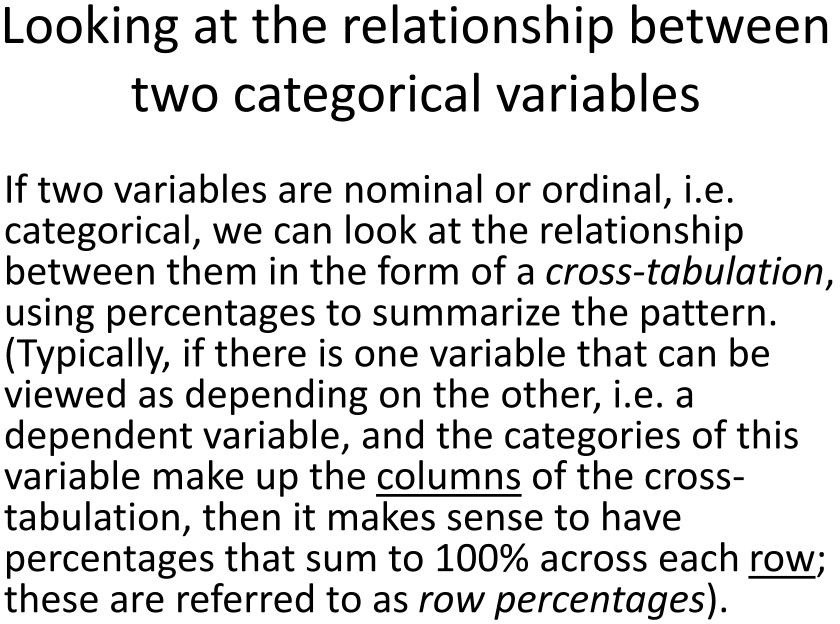 Looking at the relationship between
two categorical variables
If two variables are nominal or ordinal, i.e.
categorical, we can look at the relationship
between them in the form of a cross-tabulation,
using percentages to summarize the pattern.
(Typically, if there is one variable that can be
viewed as depending on the other, i.e. a
dependent variable, and the categories of this
variable make up the columns of the cross-
tabulation, then it makes sense to have
percentages that sum to 100% across each row;
these are referred to as row percentages).